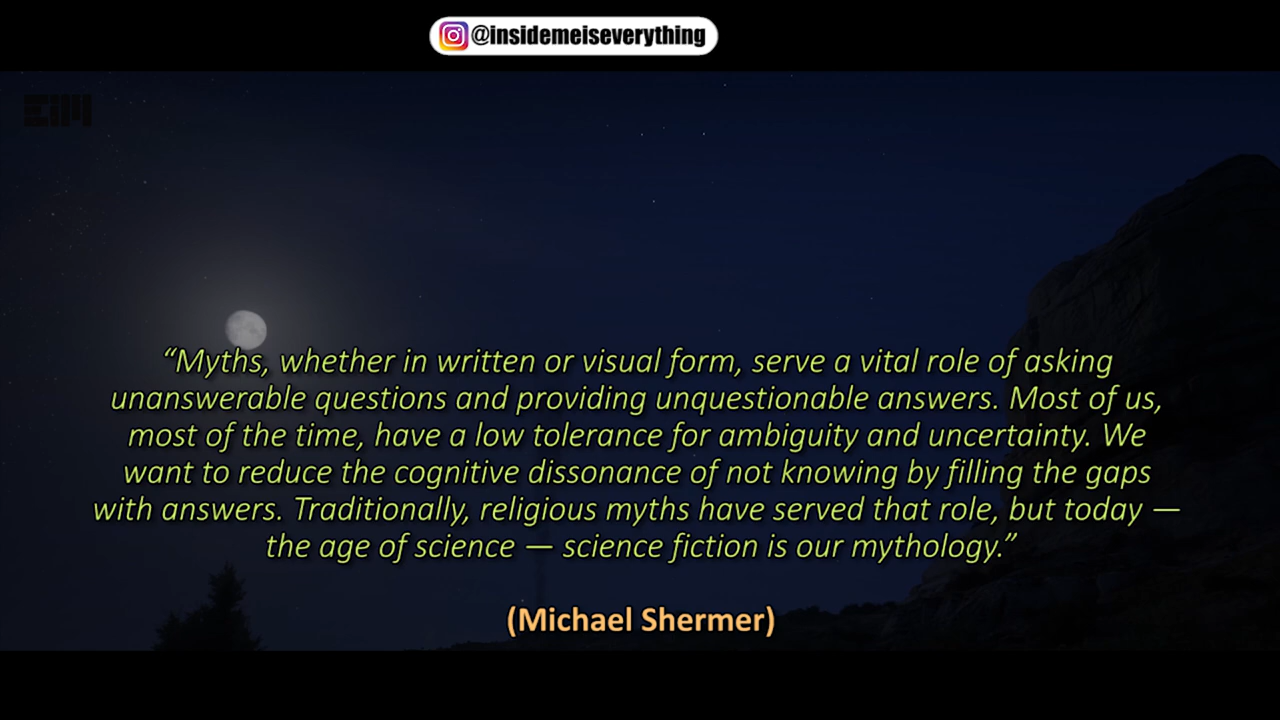 @insidemeiseverything
“Myths, whether in written or visual form, serve a vital role of asking
unanswerable questions and providing unquestionable answers. Most of us,
most of the time, have a low tolerance for ambiguity and uncertainty. We
want to reduce the cognitive dissonance of not knowing by filling the gaps
with answers. Traditionally, religious myths have served that role, but today —
the age of science — science fiction is our mythology.”
(Michael Shermer)